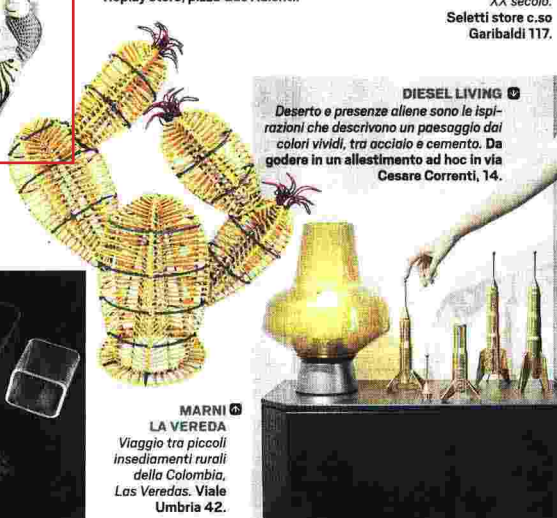 XX secolo.
Seletti store c.so
Garibaldi 117.
DIESEL LIVING
Deserto e presenze aliene sono le ispi-
razioni che descrivono un paesaggio dai
colori vividi, tra acciaio e cemento. Da
godere in un allestimento ad hoc in via
Cesare Correnti, 14.
MARNI
LA VEREDA
Viaggio tra piccoli
insediamenti rurali
della Colombia,
Las Veredas. Viale
Umbria 42.